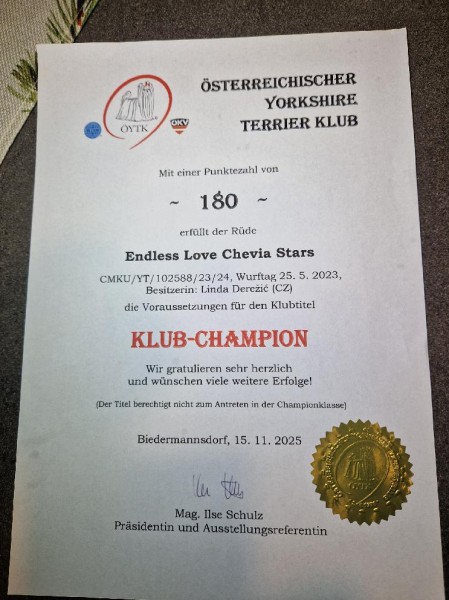 ÖSTERREICHISCHER
YORKSHIRE
TERRIER KLUB
ÖYTK
ÖKV
Mit einer Punktezahl von
~ 180 ~
erfüllt der Rüde
Endless Love Chevia Stars
CMKU/YT/102588/23/24, Wurftag 25. 5. 2023,
Besitzerin: Linda Derežić (CZ)
die Voraussetzungen für den Klubtitel
KLUB-CHAMPION
Wir gratulieren sehr herzlich
und wünschen viele weitere Erfolge!
(Der Titel berechtigt nicht zum Antreten in der Championklasse)
Biedermannsdorf, 15. 11. 2025
Mag. Ilse Schulz
Präsidentin und Ausstellungsreferentin
ÖYTK